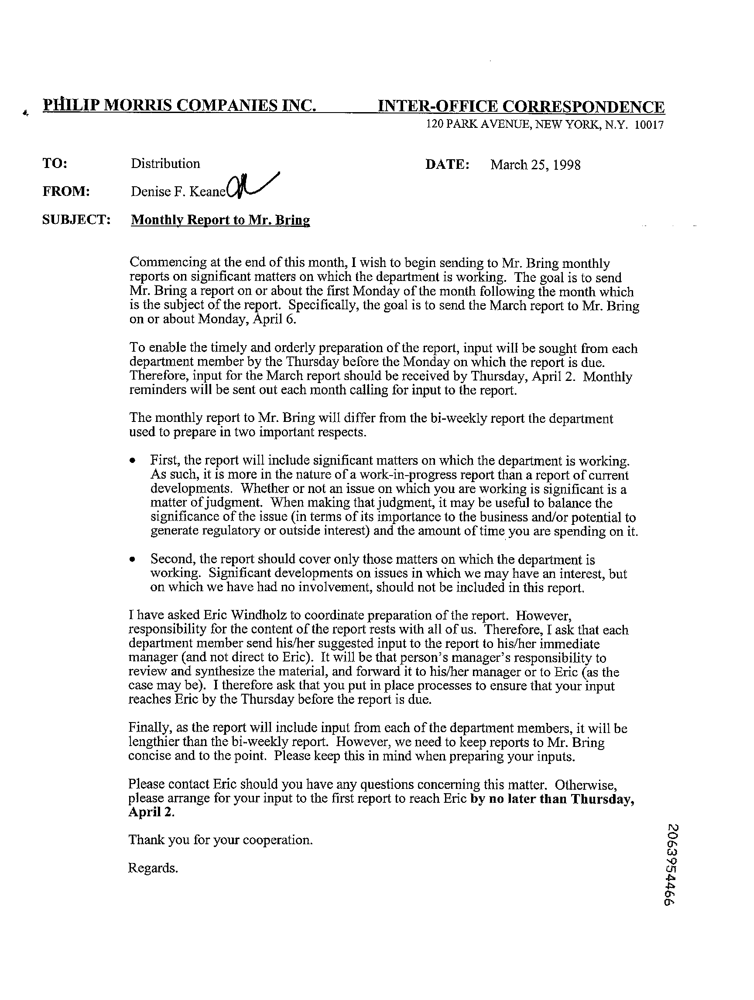 PHILIP MORRIS COMPANIES INC. INTER-OFFICE CORRESPONDENCE
120 PARK AVENUE, NEW YORK, N.Y. 10017
TO: Distribution DATE: March 25, 1998
FROM: Denise F. Keane
SUBJECT: Monthly Report to Mr. Bring
Commencing at the end of this month, I wish to begin sending to Mr. Bring monthly
reports on significant matters on which the department is working. The goal is to send
Mr. Bring a report on or about the first Monday of the month following the month which
is the subject of the report. Specifically, the goal is to send the March report to Mr. Bring
on or about Monday, April 6.
To enable the timely and orderly preparation of the report, input will be sought from each
department member by the Thursday before the Monday on which the report is due.
Therefore, input for the March report should be received by Thursday, April 2. Monthly
reminders will be sent out each month calling for input to the report.
The monthly report to Mr. Bring will differ from the bi-weekly report the department
used to prepare in two important respects.
• First, the report will include significant matters on which the department is working.
As such, it is more in the nature of a work-in-progress report than a report of current
developments. Whether or not an issue on which you are working is significant is a
matter of judgment. When making that judgment, it may be useful to balance the
significance of the issue (in terms of its importance to the business and/or potential to
generate regulatory or outside interest) and the amount of time you are spending on it.
• Second, the report should cover only those matters on which the department is
working. Significant developments on issues in which we may have an interest, but
on which we have had no involvement, should not be included in this report.
I have asked Eric Windholz to coordinate preparation of the report. However,
responsibility for the content of the report rests with all of us. Therefore, I ask that each
department member send his/her suggested input to the report to his/her immediate
manager (and not direct to Eric). It will be that person's manager's responsibility to
review and synthesize the material, and forward it to his/her manager or to Eric (as the
case may be). I therefore ask that you put in place processes to ensure that your input
reaches Eric by the Thursday before the report is due.
Finally, as the report will include input from each of the department members, it will be
lengthier than the bi-weekly report. However, we need to keep reports to Mr. Bring
concise and to the point. Please keep this in mind when preparing your inputs.
Please contact Eric should you have any questions concerning this matter. Otherwise,
please arrange for your input to the first report to reach Eric by no later than Thursday,
April 2.
Thank you for your cooperation.
Regards.
2063954466